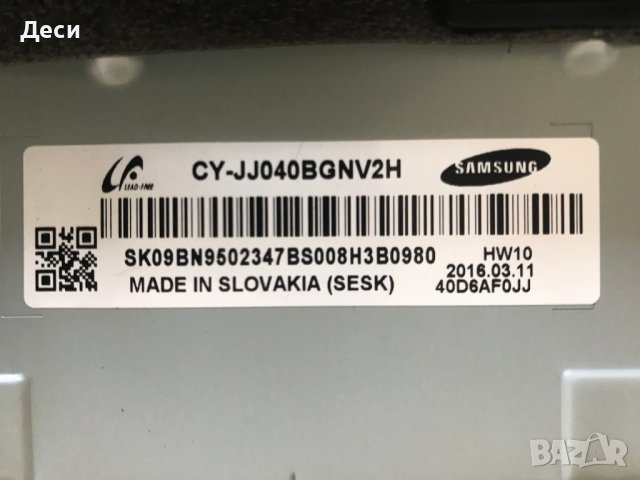 Деси
LEAD-FREE
CY-JJ040BGNV2H
SAMSUNG
SK09BN9502347BS008H3B0980
HW10
MADE IN SLOVAKIA (SESK)
2016.03.11
40D6AF0JJ
BAZAR